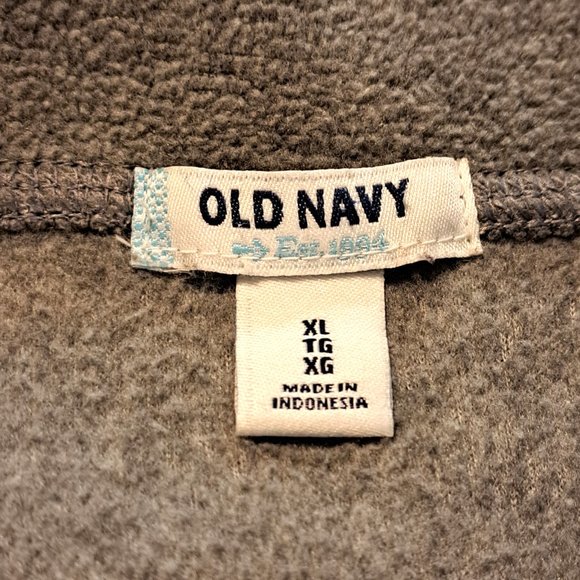 OLD NAVY
Est. 1994
XL
TG
XG
MADE IN
INDONESIA